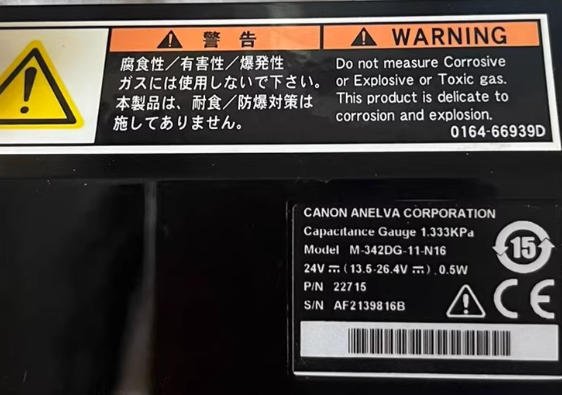 警告
腐食性／有害性／爆発性
ガスには使用しないで下さい。
本製品は、耐食／防爆対策は
施してありません。
WARNING
Do not measure Corrosive
or Explosive or Toxic gas.
This product is delicate to
corrosion and explosion.
0164-66939D
CANON ANELVA CORPORATION
Capacitance Gauge 1.333KPa
Model M-342DG-11-N16
24V ⎓ (13.5-26.4V ⎓), 0.5W
P/N 22715
S/N AF2139816B
15
CE